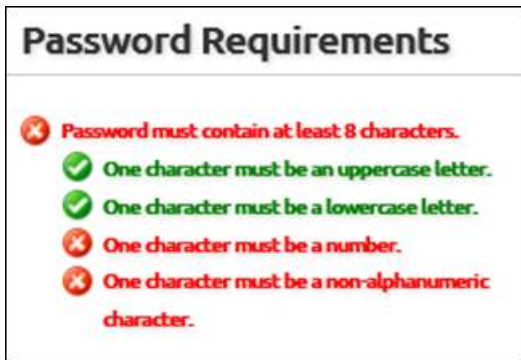 Password Requirements
Password must contain at least 8 characters.
One character must be an uppercase letter.
One character must be a lowercase letter.
One character must be a number.
One character must be a non-alphanumeric
character.